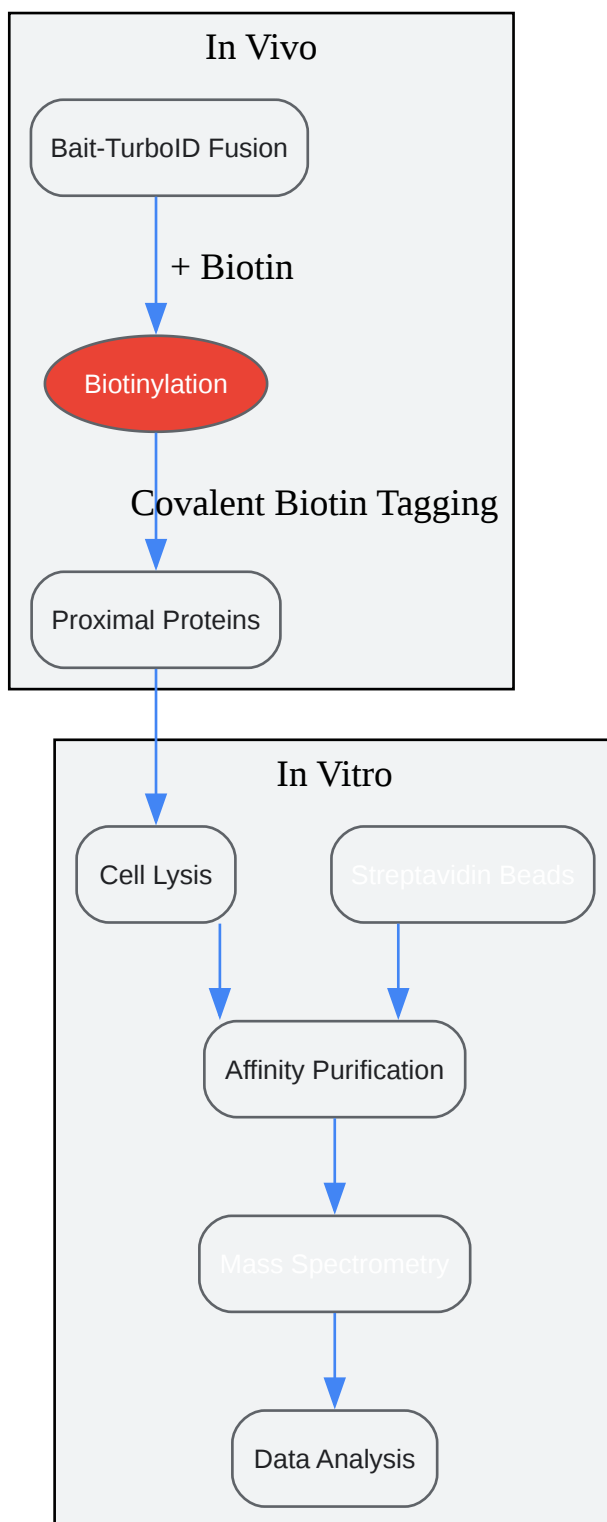 In Vivo
Bait-TurboID Fusion
+ Biotin
Biotinylation
Covalent Biotin Tagging
Proximal Proteins
In Vitro
Cell Lysis
Streptavidin Beads
Affinity Purification
Mass Spectrometry
Data Analysis